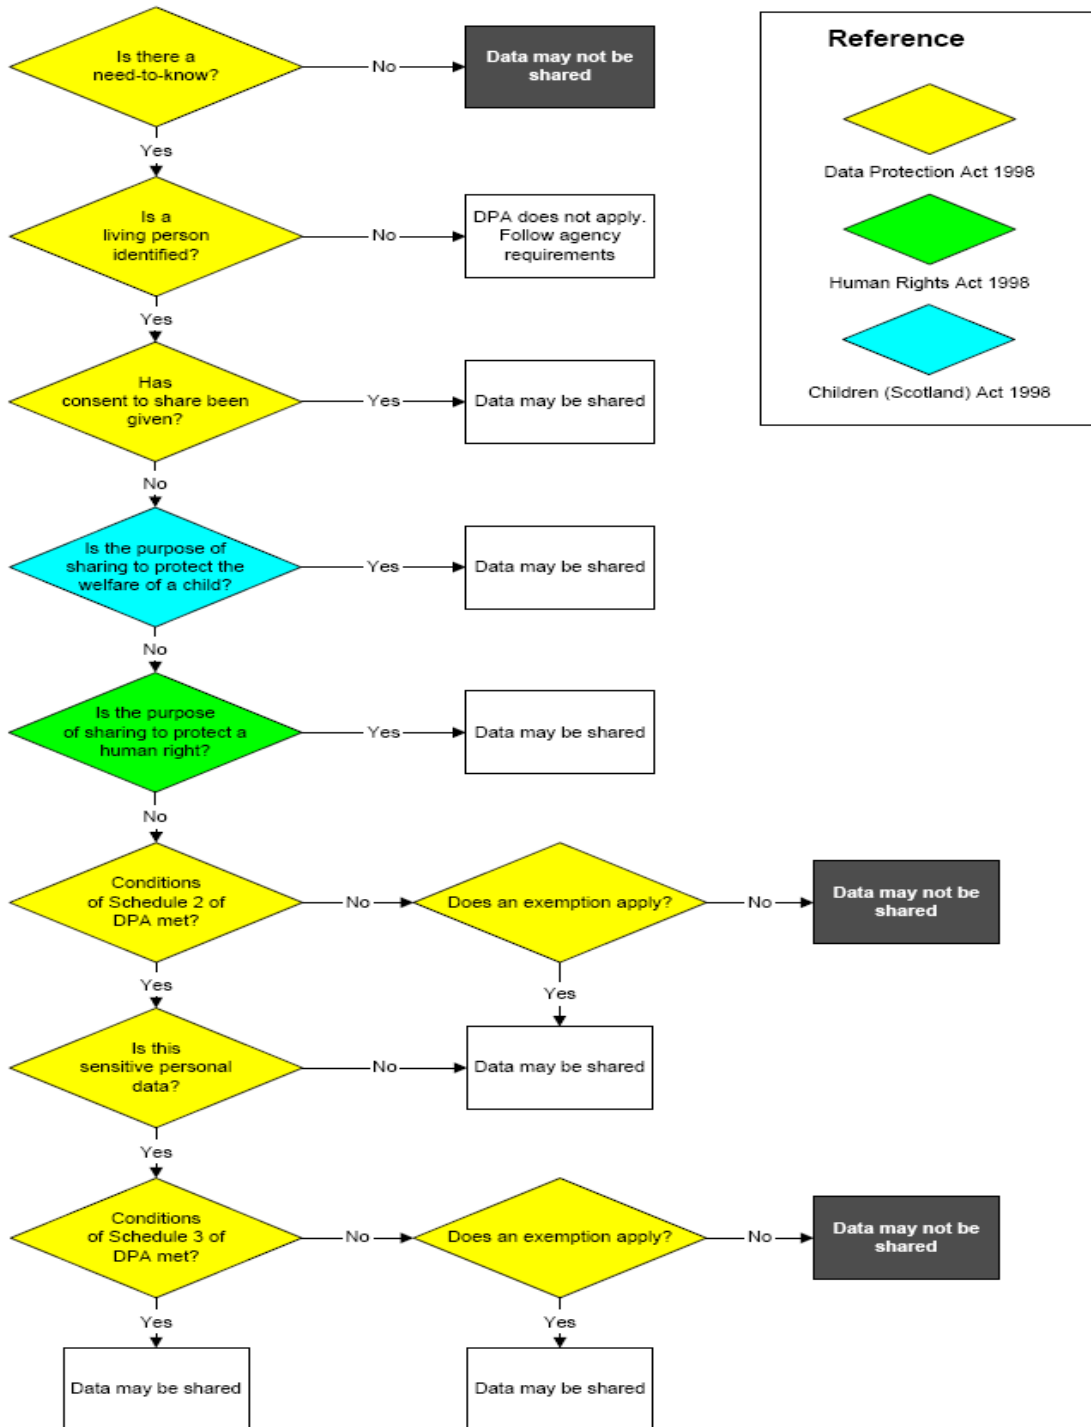 Is there a
need-to-know?
No
Data may not be
shared
Reference
Yes
Data Protection Act 1998
Is a
living person
identified?
No
DPA does not apply.
Follow agency
requirements
Human Rights Act 1998
Yes
Has
consent to share been
given?
Yes
Data may be shared
Children (Scotland) Act 1998
No
Is the purpose of
sharing to protect the
welfare of a child?
Yes
Data may be shared
No
Is the purpose
of sharing to protect a
human right?
Yes
Data may be shared
No
Conditions
of Schedule 2 of
DPA met?
No
Does an exemption apply?
No
Data may not be
shared
Yes
Yes
Is this
sensitive personal
data?
No
Data may be shared
Yes
Conditions
of Schedule 3 of
DPA met?
No
Does an exemption apply?
No
Data may not be
shared
Yes
Yes
Data may be shared
Data may be shared